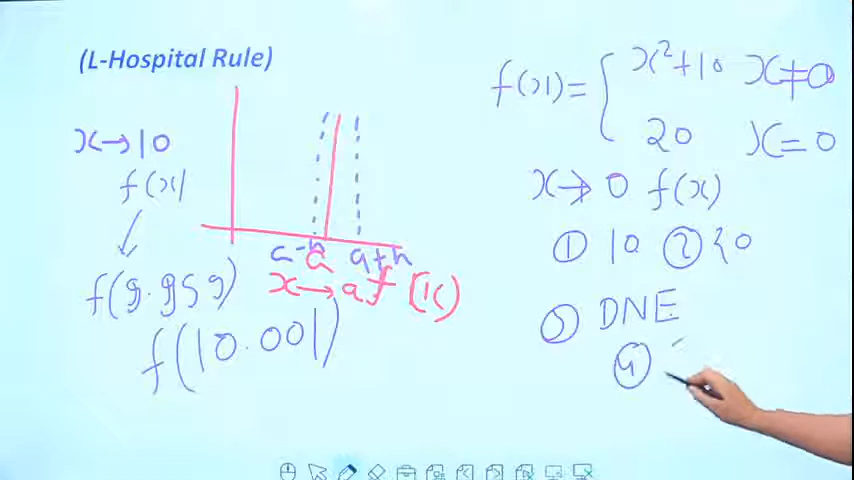 (L-Hospital Rule)
x→10
f(x)
f(9.999)
f(10.001)
a-h a a+h
x→a f(x)
f(x)= { x²+10 x≠0
20 x=0
x→0 f(x)
① 10 ② 20
③ DNE
④